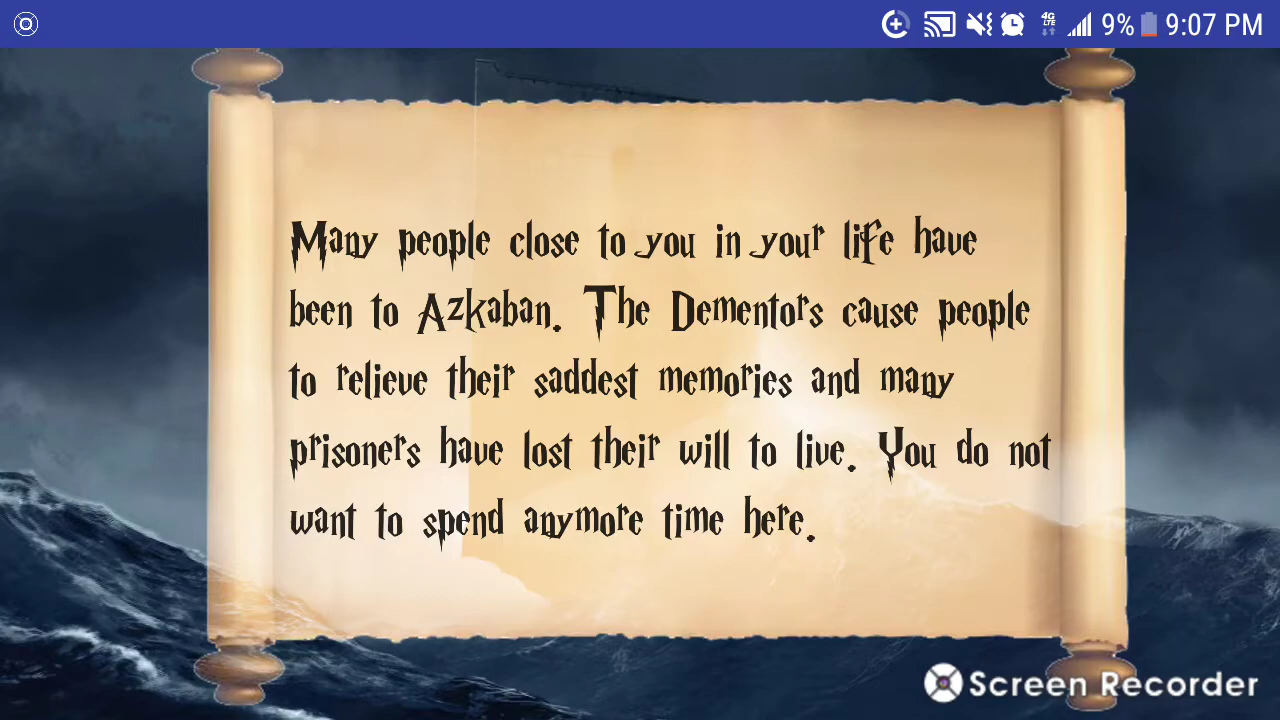 4G
LTE
9% 9:07 PM
Many people close to you in your life have
been to Azkaban. The Dementors cause people
to relieve their saddest memories and many
prisoners have lost their will to live. You do not
want to spend anymore time here.
Screen Recorder